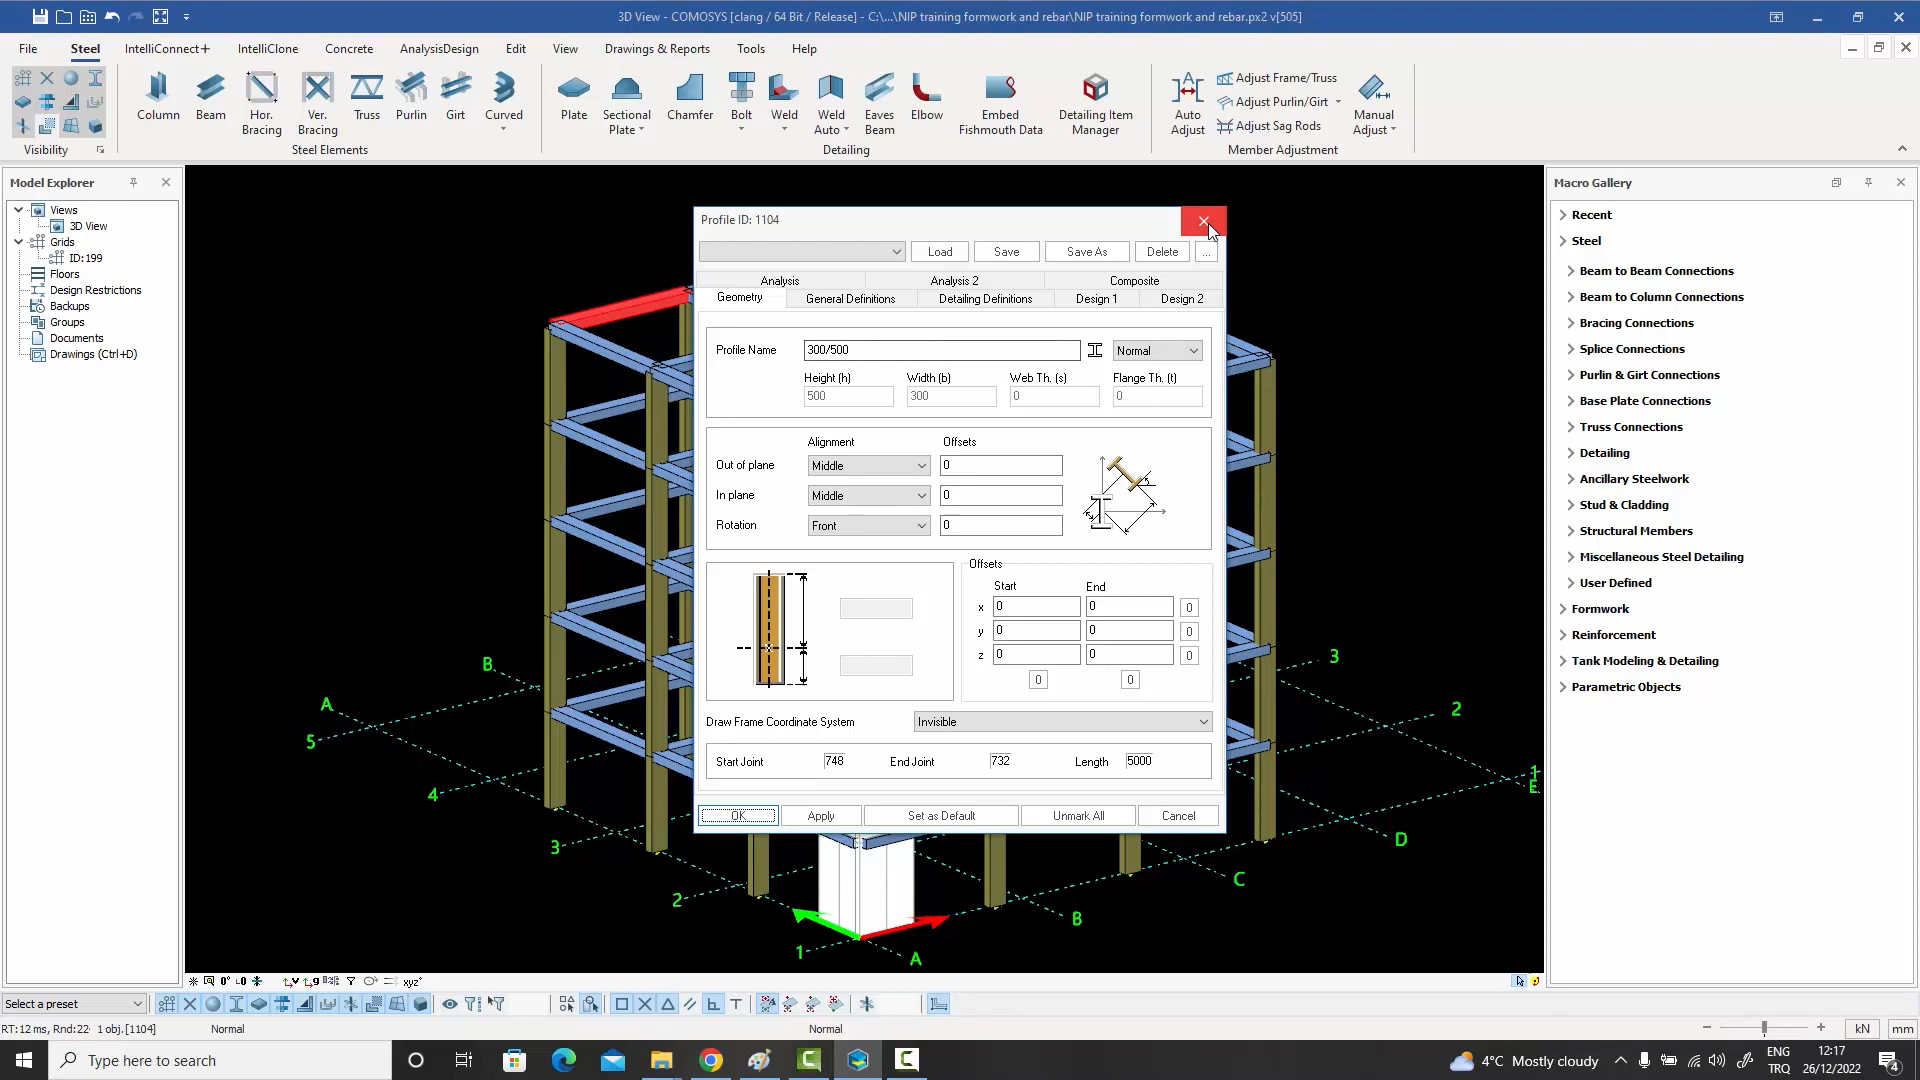 3D View - COMOSYS [clang / 64 Bit / Release] - C:\...\NIP training formwork and rebar\NIP training formwork and rebar.px2 v[505]
File Steel IntelliConnect+ IntelliClone Concrete AnalysisDesign Edit View Drawings & Reports Tools Help
Column Beam Hor. Bracing Ver. Bracing Truss Purlin Girt Curved
Plate Sectional Plate Chamfer Bolt Weld Weld Auto Eaves Beam Elbow Embed Fishmouth Data Detailing Item Manager
Auto Adjust Adjust Frame/Truss
Adjust Purlin/Girt
Adjust Sag Rods
Manual Adjust
Visibility Steel Elements Detailing Member Adjustment
Model Explorer
Views
3D View
Grids
ID:199
Floors
Design Restrictions
Backups
Groups
Documents
Drawings (Ctrl+D)
Profile ID: 1104
Load Save Save As Delete ...
Analysis Analysis 2 Composite
Geometry General Definitions Detailing Definitions Design 1 Design 2
Profile Name 300/500 Normal
Height (h) Width (b) Web Th. (s) Flange Th. (t)
500 300 0 0
Alignment Offsets
Out of plane Middle 0
In plane Middle 0
Rotation Front 0
Offsets
Start End
x 0 0 0
y 0 0 0
z 0 0 0
0 0
Draw Frame Coordinate System Invisible
Start Joint 748 End Joint 732 Length 5000
OK Apply Set as Default Unmark All Cancel
B
A
5
4
3
2
1
A
B
C
D
1
E
2
3
Macro Gallery
Recent
Steel
Beam to Beam Connections
Beam to Column Connections
Bracing Connections
Splice Connections
Purlin & Girt Connections
Base Plate Connections
Truss Connections
Detailing
Ancillary Steelwork
Stud & Cladding
Structural Members
Miscellaneous Steel Detailing
User Defined
Formwork
Reinforcement
Tank Modeling & Detailing
Parametric Objects
xyz
Select a preset
RT:12 ms, Rnd:22 1 obj.[1104] Normal Normal kN mm
Type here to search
4°C Mostly cloudy
ENG
TRQ
12:17
26/12/2022
4